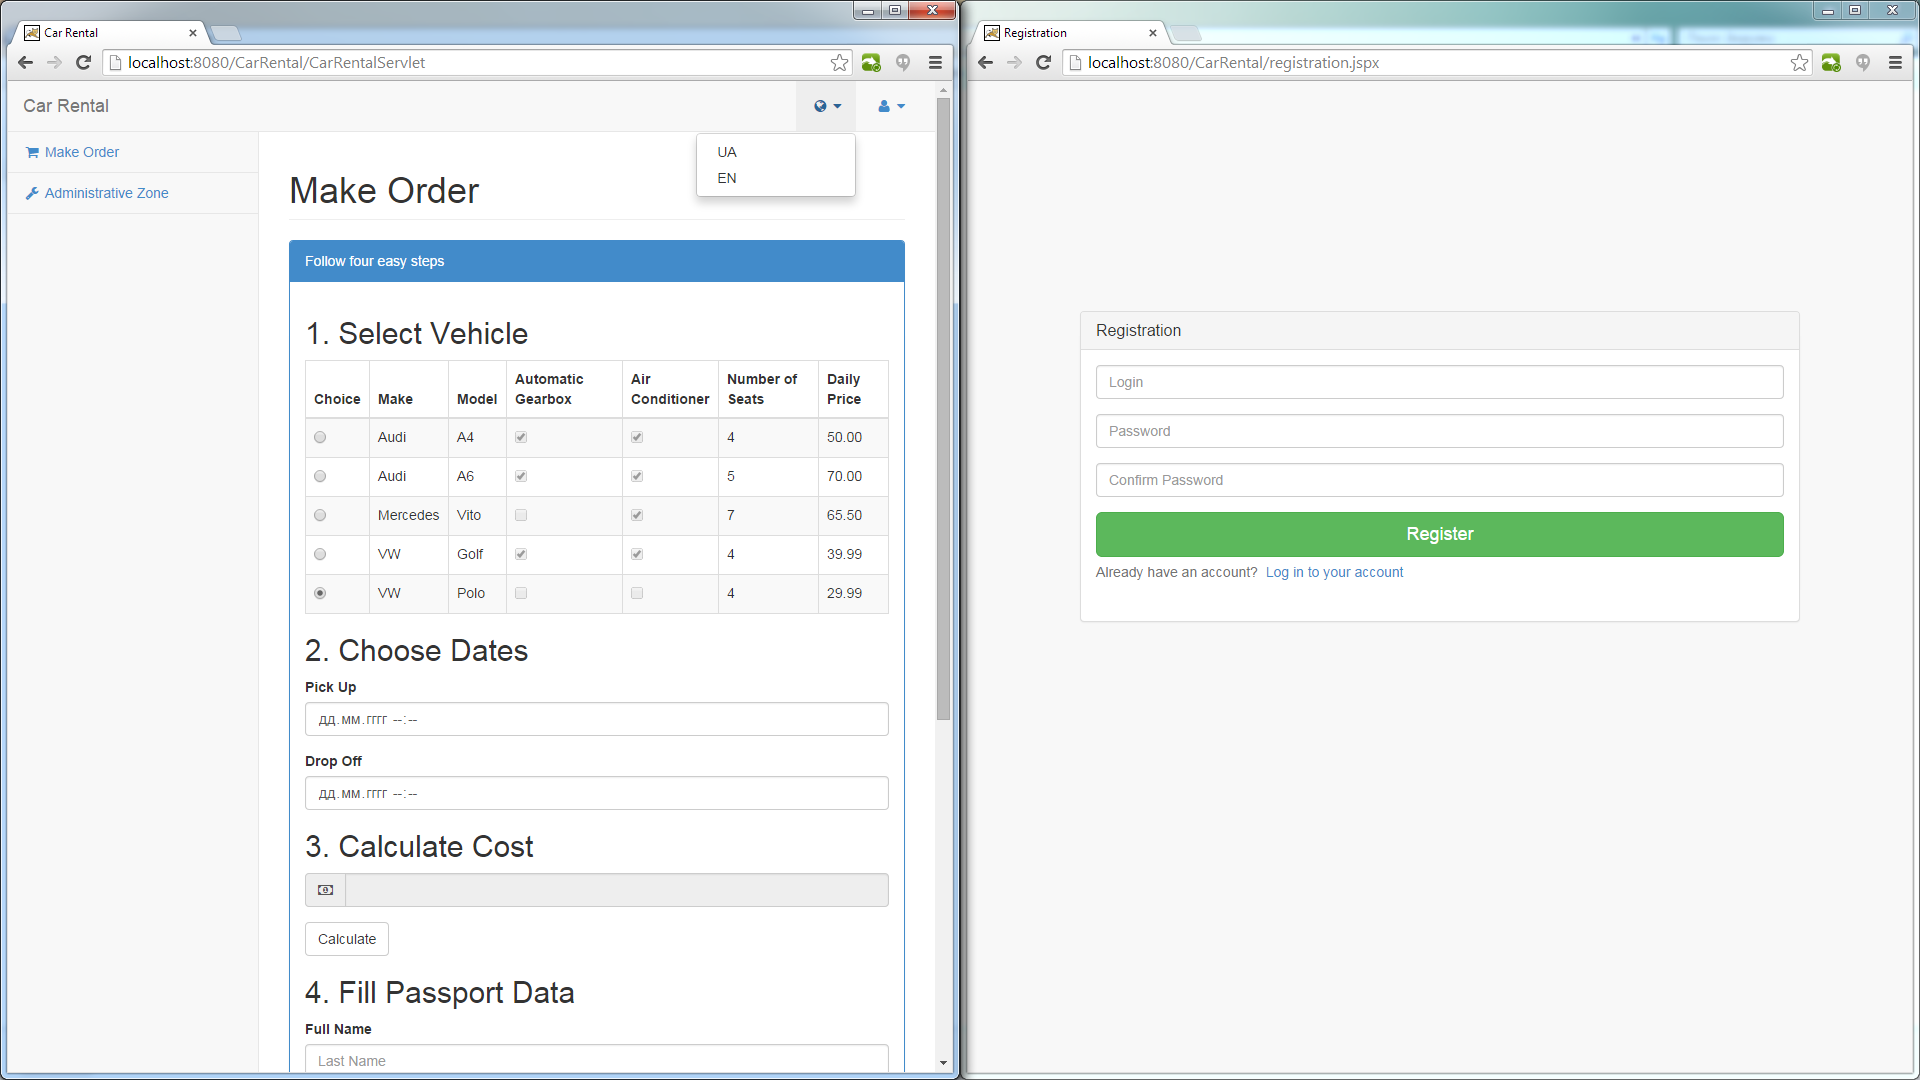 Car Rental
localhost:8080/CarRental/CarRentalServlet
Car Rental
UA
EN
Make Order
Administrative Zone
Make Order
Follow four easy steps
1. Select Vehicle
Choice Make Model Automatic Gearbox Air Conditioner Number of Seats Daily Price
Audi A4 4 50.00
Audi A6 5 70.00
Mercedes Vito 7 65.50
VW Golf 4 39.99
VW Polo 4 29.99
2. Choose Dates
Pick Up
дд.мм.гггг --:--
Drop Off
дд.мм.гггг --:--
3. Calculate Cost
Calculate
4. Fill Passport Data
Full Name
Last Name
Registration
localhost:8080/CarRental/registration.jspx
Registration
Login
Password
Confirm Password
Register
Already have an account? Log in to your account